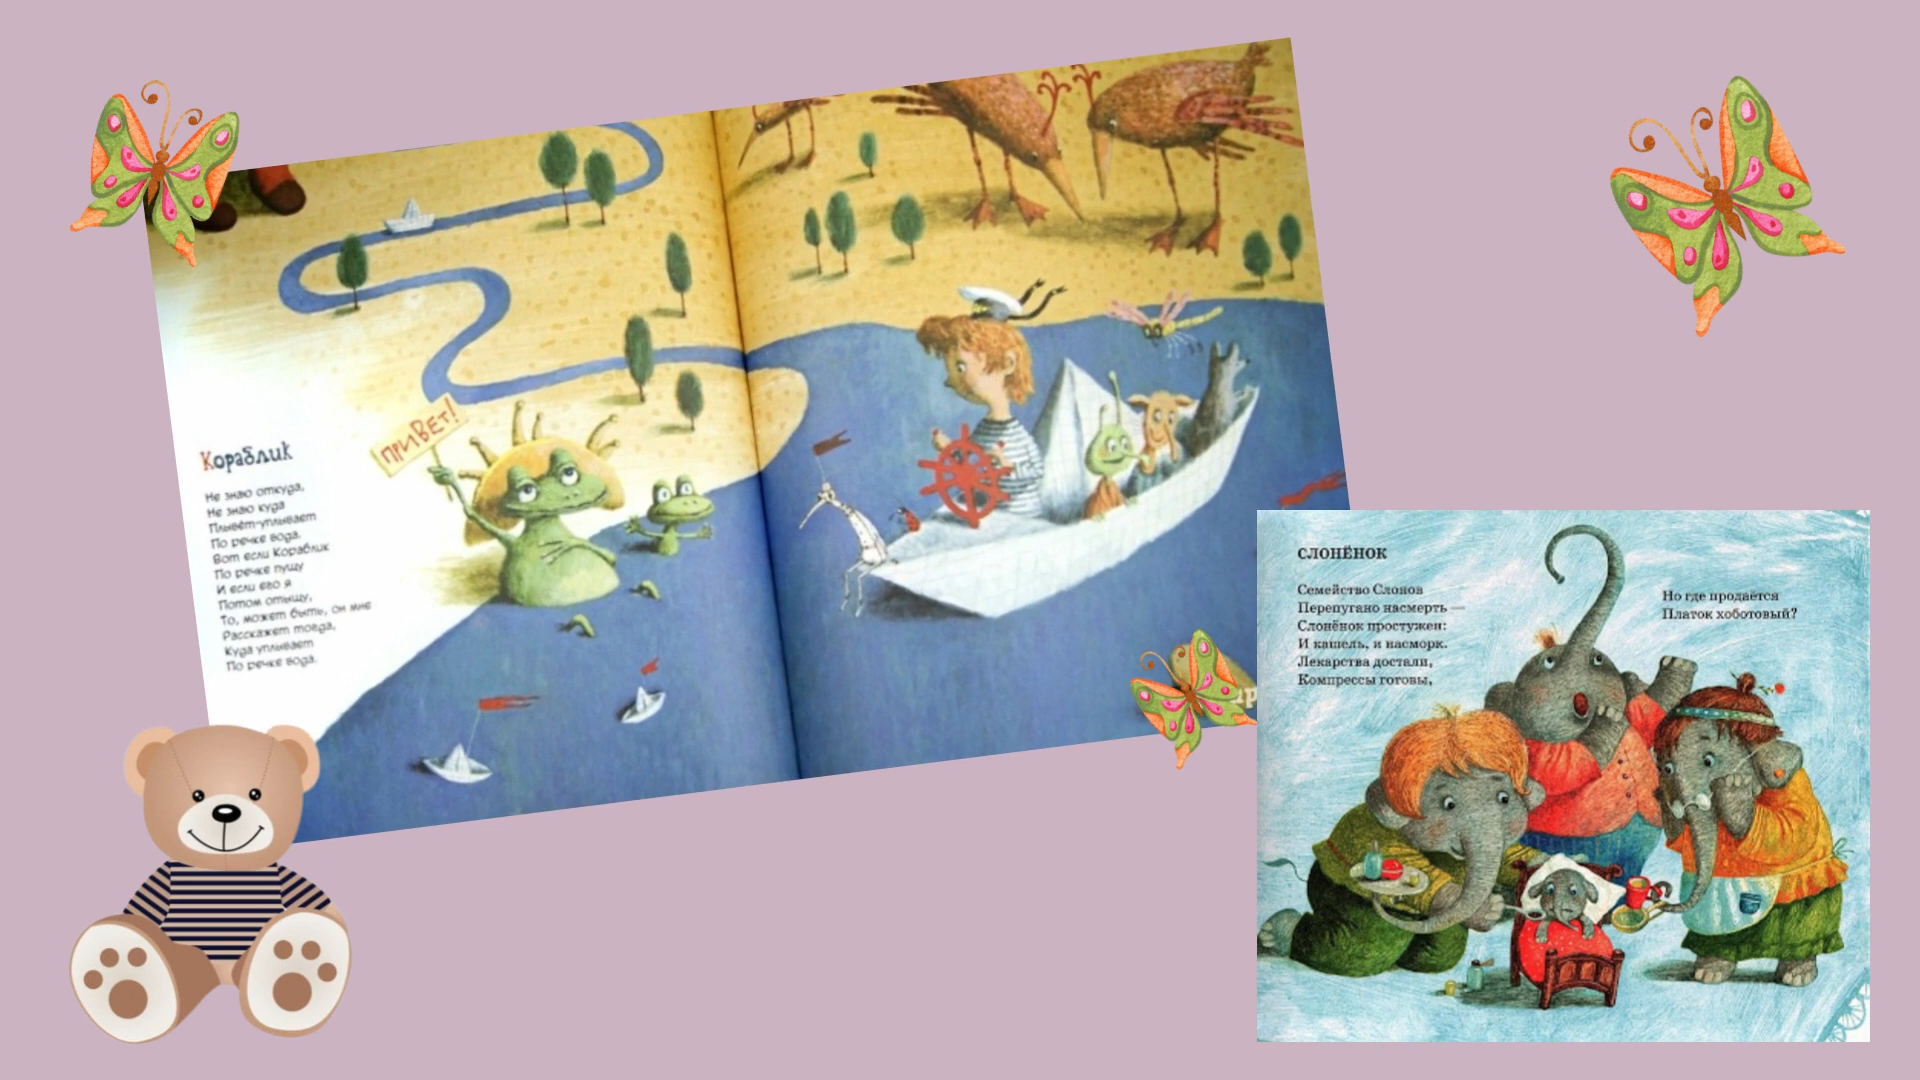 ПРИВЕТ!
Кораблик
Не знаю откуда,
Не знаю куда
Плывёт-уплывает
По речке вода.
Вот если Кораблик
По речке пущу
И если его я
Потом отыщу,
То, может быть, он мне
Расскажет тогда,
Куда уплывает
По речке вода.
СЛОНЁНОК
Семейство Слонов
Перепугано насмерть —
Слонёнок простужен:
И кашель, и насморк.
Лекарства достали,
Компрессы готовы,
Но где продаётся
Платок хоботовый?